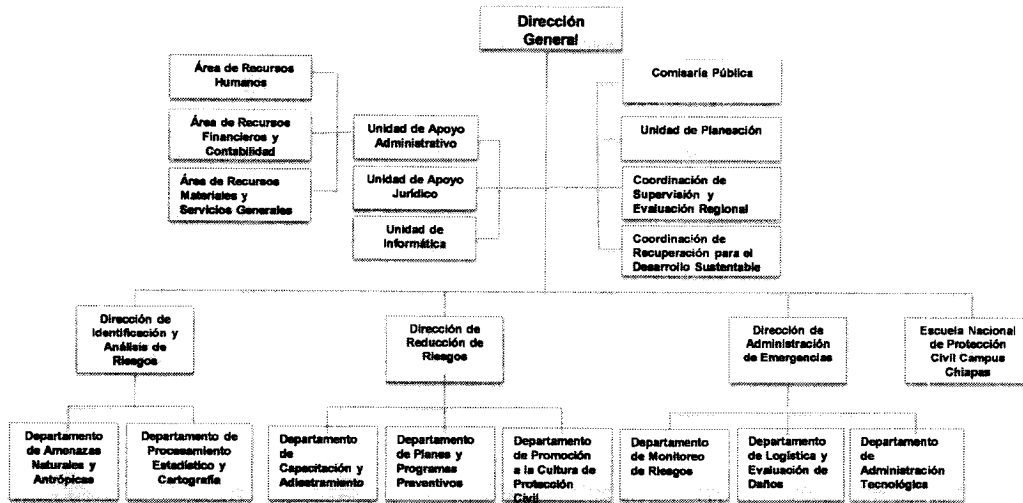 Dirección
General
Área de Recursos
Humanos
Área de Recursos
Financieros y
Contabilidad
Área de Recursos
Materiales y
Servicios Generales
Unidad de Apoyo
Administrativo
Unidad de Apoyo
Jurídico
Unidad de
Informática
Comisaría Pública
Unidad de Planeación
Coordinación de
Supervisión y
Evaluación Regional
Coordinación de
Recuperación para el
Desarrollo Sustentable
Dirección de
Identificación y
Análisis de
Riesgos
Dirección de
Reducción de
Riesgos
Dirección de
Administración
de Emergencias
Escuela Nacional
de Protección
Civil Campus
Chiapas
Departamento
de Amenazas
Naturales y
Antrópicas
Departamento de
Procesamiento
Estadístico y
Cartografía
Departamento
de
Capacitación y
Adiestramiento
Departamento
de Planes y
Programas
Preventivos
Departamento
de Promoción
a la Cultura de
Protección
Civil
Departamento
de Monitoreo
de Riesgos
Departamento
de Logística y
Evaluación de
Daños
Departamento
de
Administración
Tecnológica